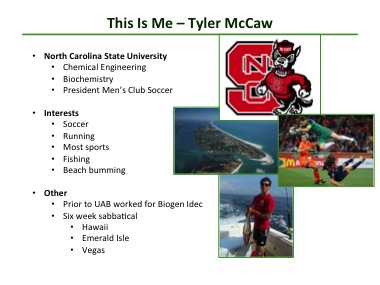 This Is Me – Tyler McCaw
• North Carolina State University
• Chemical Engineering
• Biochemistry
• President Men's Club Soccer
• Interests
• Soccer
• Running
• Most sports
• Fishing
• Beach bumming
• Other
• Prior to UAB worked for Biogen Idec
• Six week sabbatical
• Hawaii
• Emerald Isle
• Vegas